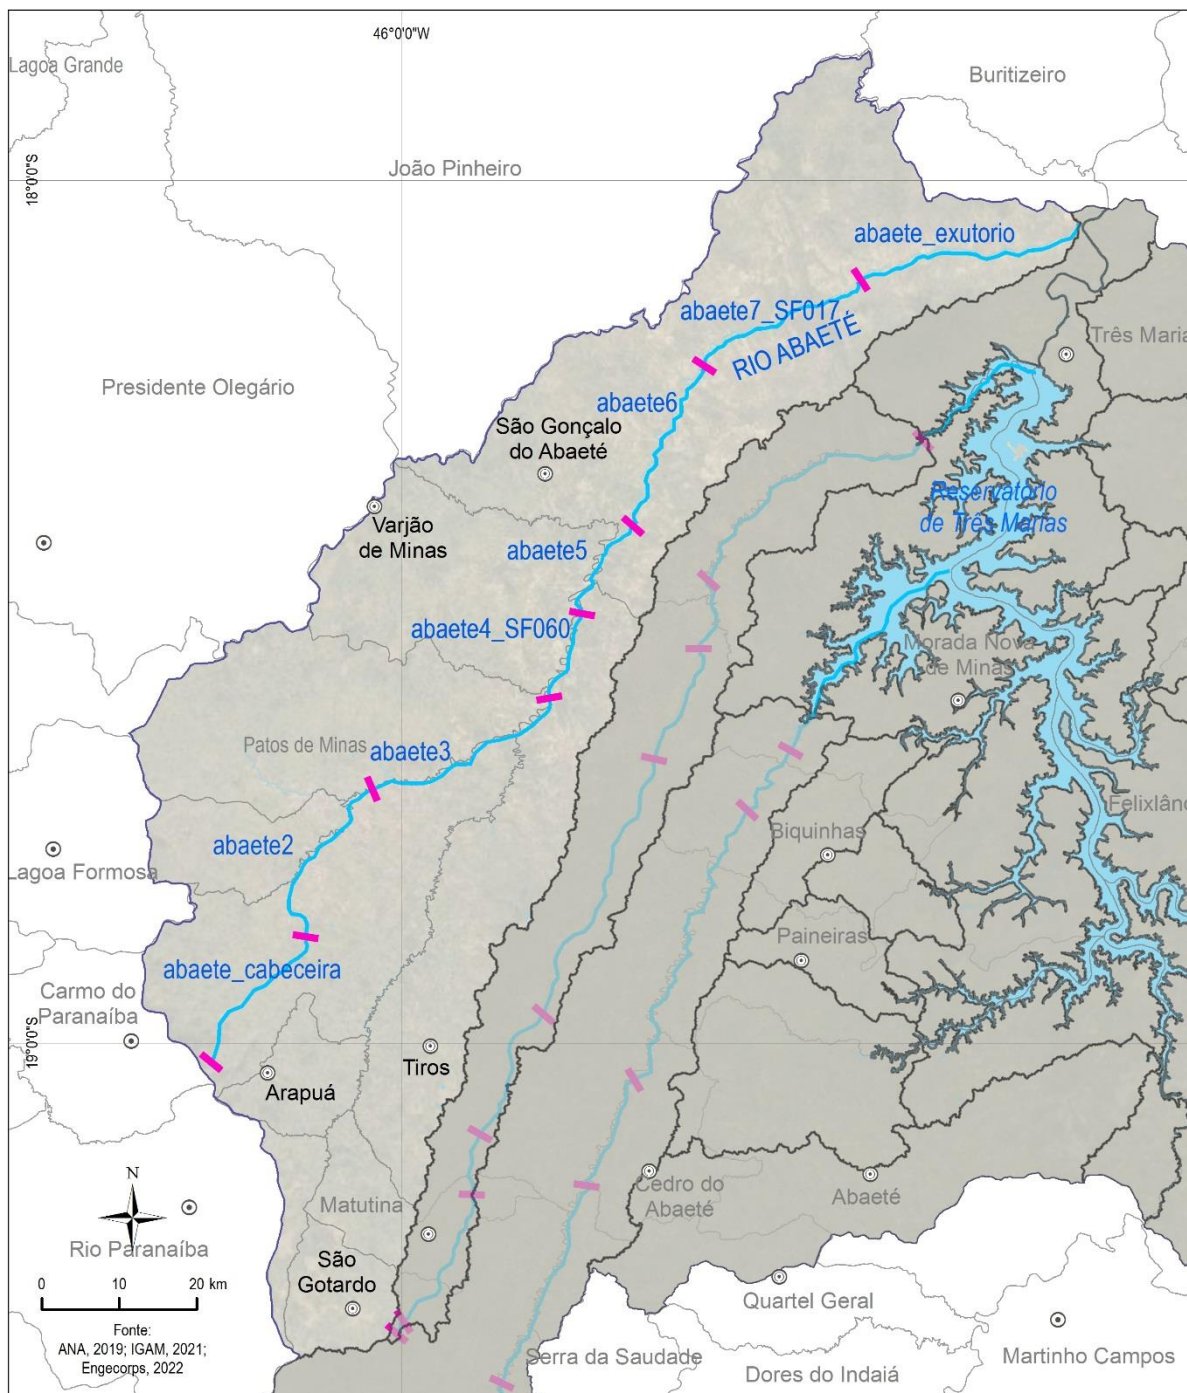 46°0'0"W
Lagoa Grande
Buritizeiro
18°0'0"S
João Pinheiro
abaete_exutorio
abaete7_SF017
RIO ABAETÉ
Três Maria
Presidente Olegário
abaete6
São Gonçalo
do Abaeté
Varjão
de Minas
Reservatório
de Três Marias
abaete5
abaete4_SF060
Morada Nova
de Minas
Patos de Minas
abaete3
Felixlân
abaete2
Biquinhas
agoa Formosa
Paineiras
abaete_cabeceira
Carmo do
Paranaíba
19°0'0"S
Tiros
Arapuá
N
Matutina
Cedro do
Abaeté
Abaeté
Rio Paranaíba
São
Gotardo
0 10 20 km
Quartel Geral
Fonte:
ANA, 2019; IGAM, 2021;
Engecorps, 2022
Serra da Saudade
Dores do Indaiá
Martinho Campos